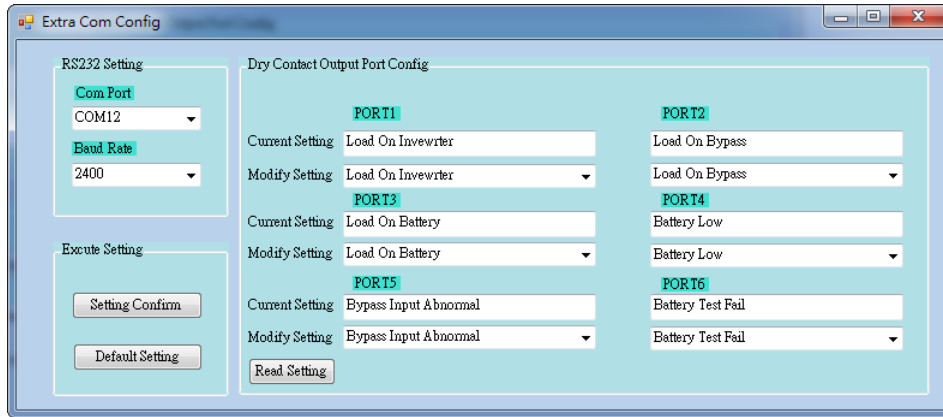 Extra Com Config
RS232 Setting
Com Port
COM12
Baud Rate
2400
Excute Setting
Setting Confirm
Default Setting
Dry Contact Output Port Config
PORT1 PORT2
Current Setting Load On Invewrter Load On Bypass
Modify Setting Load On Invewrter Load On Bypass
PORT3 PORT4
Current Setting Load On Battery Battery Low
Modify Setting Load On Battery Battery Low
PORT5 PORT6
Current Setting Bypass Input Abnormal Battery Test Fail
Modify Setting Bypass Input Abnormal Battery Test Fail
Read Setting